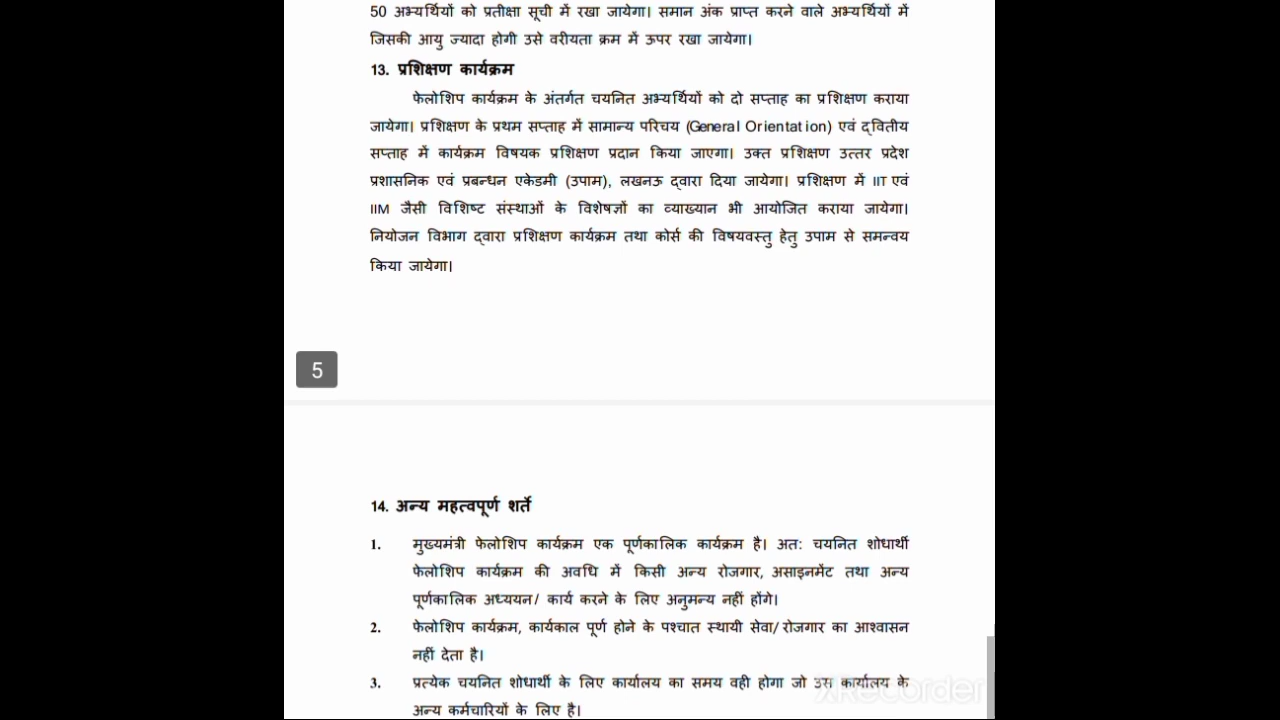 50 अभ्यर्थियों को प्रतीक्षा सूची में रखा जायेगा। समान अंक प्राप्त करने वाले अभ्यर्थियों में
जिसकी आयु ज्यादा होगी उसे वरीयता क्रम में ऊपर रखा जायेगा।
13. प्रशिक्षण कार्यक्रम
फेलोशिप कार्यक्रम के अंतर्गत चयनित अभ्यर्थियों को दो सप्ताह का प्रशिक्षण कराया
जायेगा। प्रशिक्षण के प्रथम सप्ताह में सामान्य परिचय (General Orientation) एवं द्वितीय
सप्ताह में कार्यक्रम विषयक प्रशिक्षण प्रदान किया जाएगा। उक्त प्रशिक्षण उत्तर प्रदेश
प्रशासनिक एवं प्रबन्धन एकेडमी (उपाम), लखनऊ द्वारा दिया जायेगा। प्रशिक्षण में IIT एवं
IIM जैसी विशिष्ट संस्थाओं के विशेषज्ञों का व्याख्यान भी आयोजित कराया जायेगा।
नियोजन विभाग द्वारा प्रशिक्षण कार्यक्रम तथा कोर्स की विषयवस्तु हेतु उपाम से समन्वय
किया जायेगा।
5
14. अन्य महत्वपूर्ण शर्ते
1. मुख्यमंत्री फेलोशिप कार्यक्रम एक पूर्णकालिक कार्यक्रम है। अत: चयनित शोधार्थी
फेलोशिप कार्यक्रम की अवधि में किसी अन्य रोजगार, असाइनमेंट तथा अन्य
पूर्णकालिक अध्ययन/ कार्य करने के लिए अनुमन्य नहीं होंगे।
2. फेलोशिप कार्यक्रम, कार्यकाल पूर्ण होने के पश्चात स्थायी सेवा/ रोजगार का आश्वासन
नहीं देता है।
3. प्रत्येक चयनित शोधार्थी के लिए कार्यालय का समय वही होगा जो उस कार्यालय के
अन्य कर्मचारियों के लिए है।
XRecorder